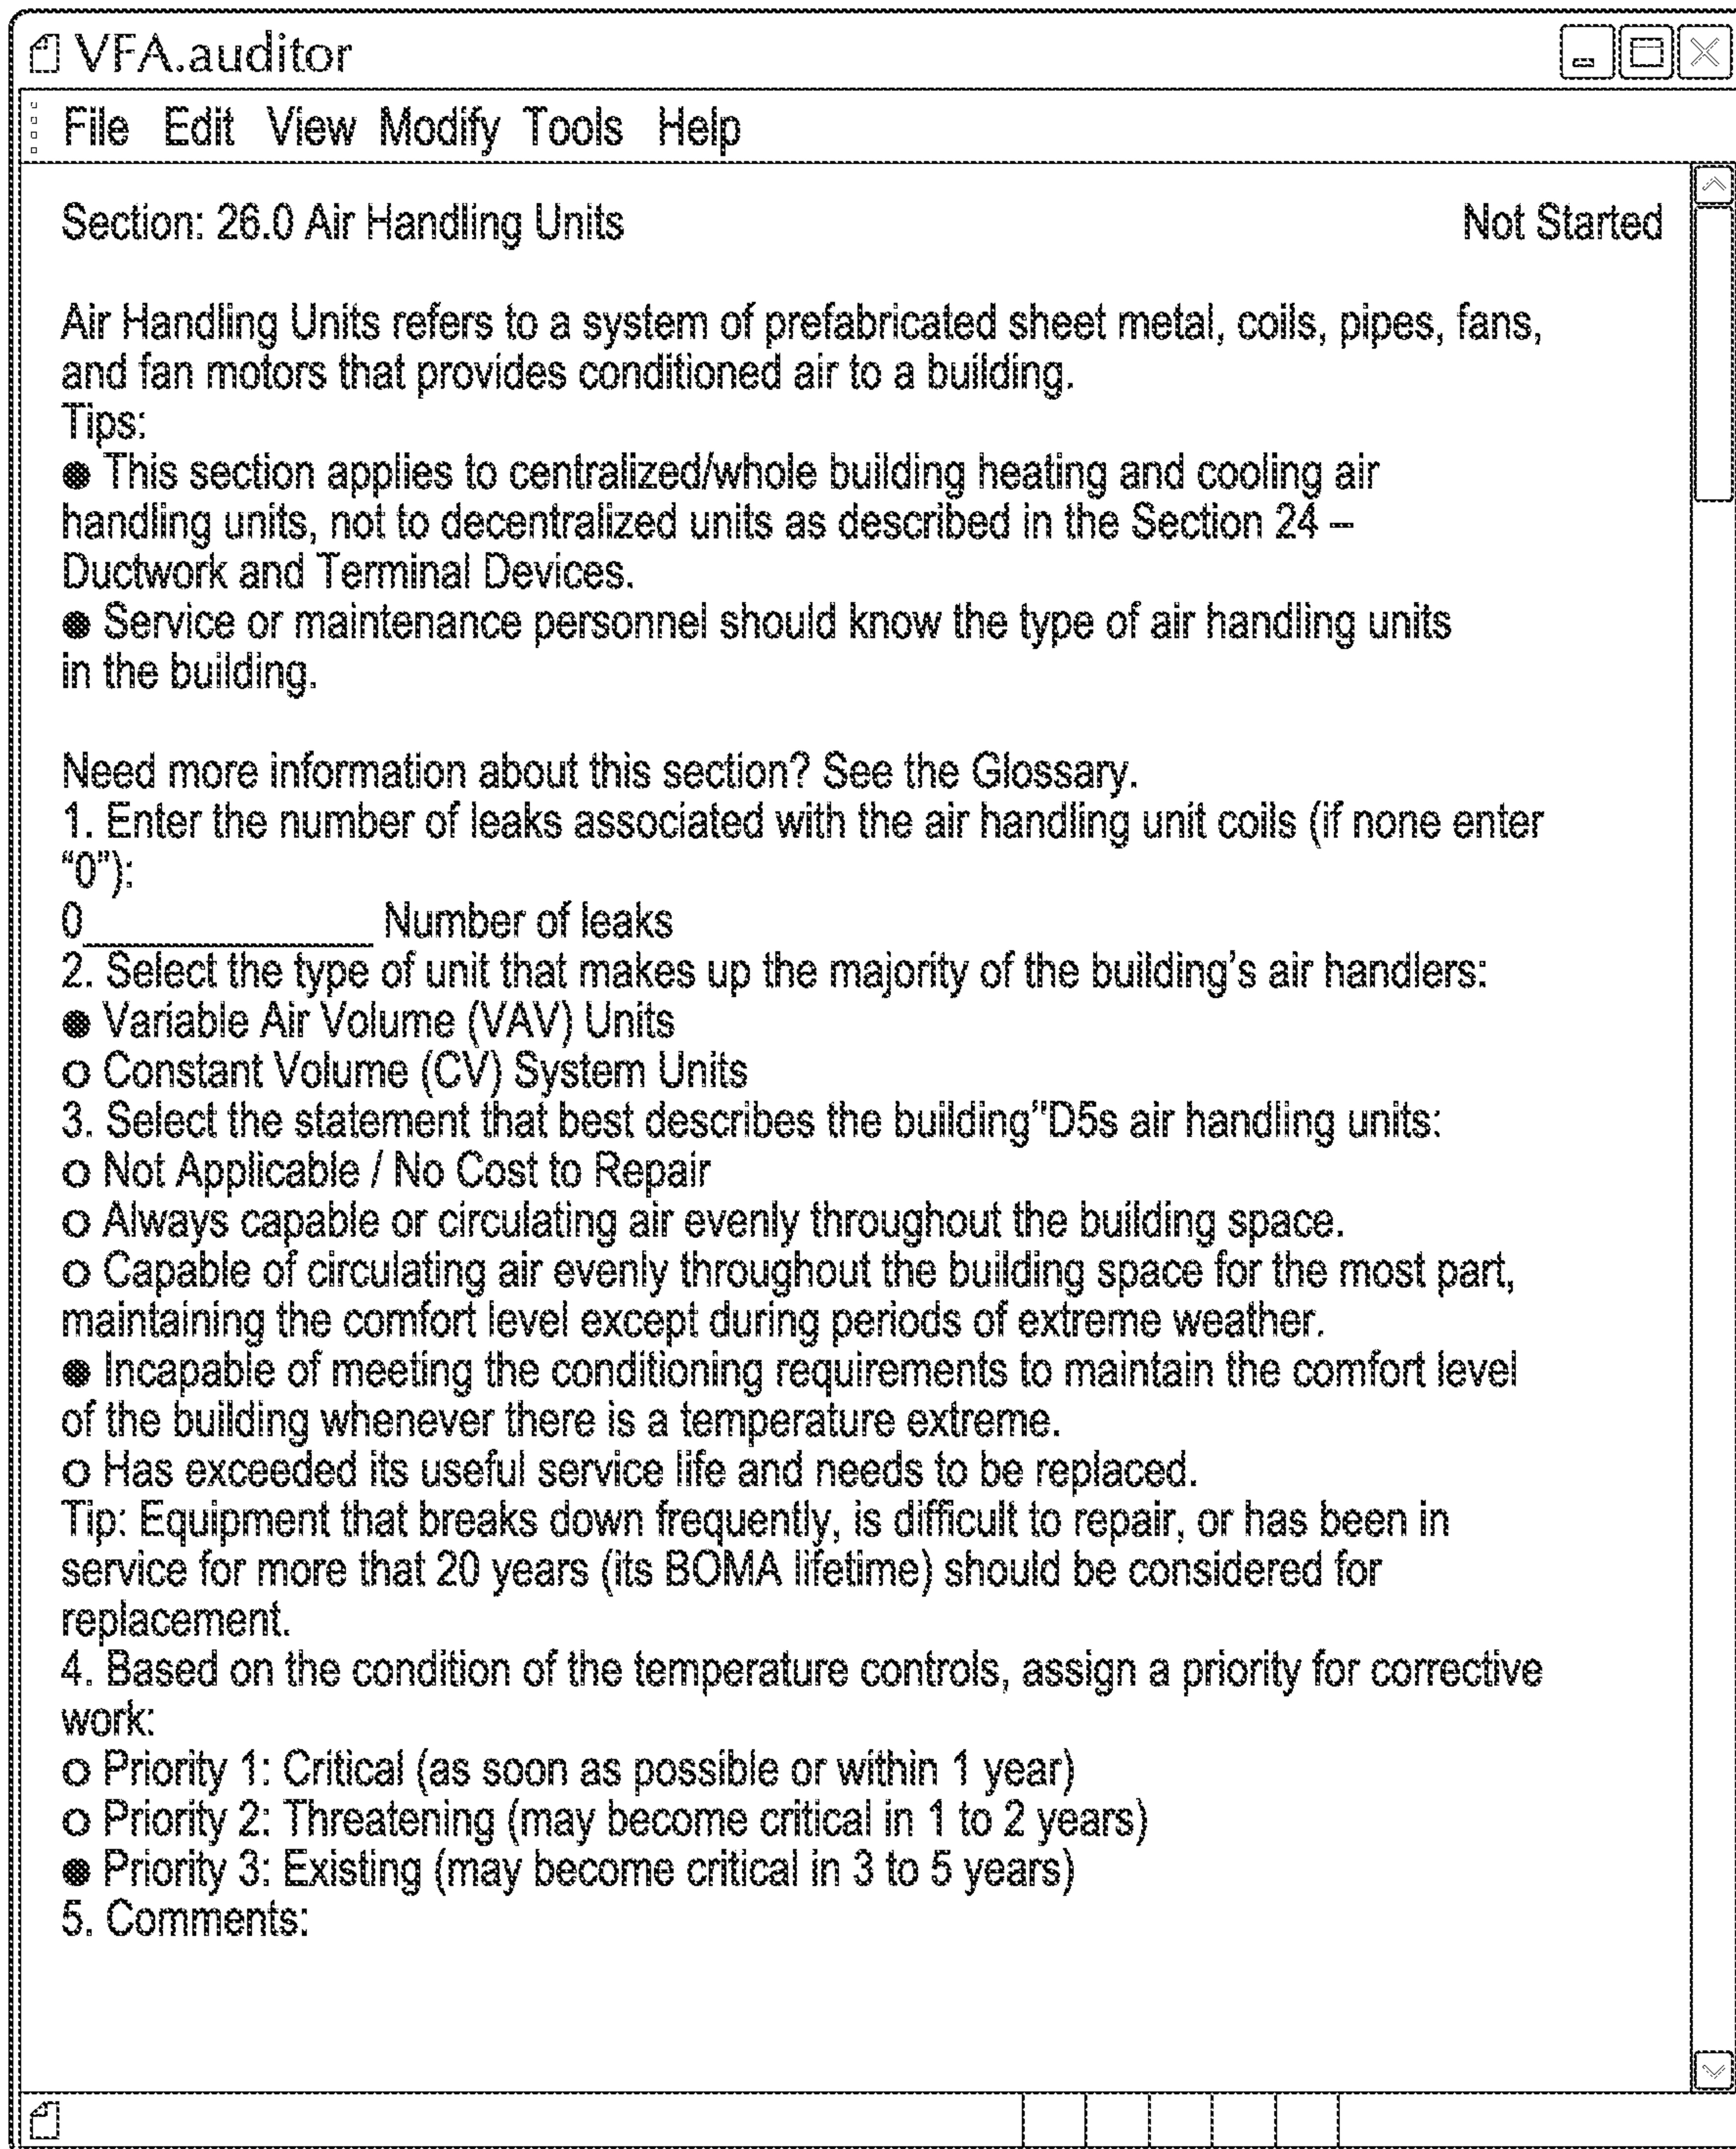 VFA.auditor
File Edit View Modify Tools Help
Section: 26.0 Air Handling Units Not Started
Air Handling Units refers to a system of prefabricated sheet metal, coils, pipes, fans,
and fan motors that provides conditioned air to a building.
Tips:
● This section applies to centralized/whole building heating and cooling air
handling units, not to decentralized units as described in the Section 24 –
Ductwork and Terminal Devices.
● Service or maintenance personnel should know the type of air handling units
in the building.
Need more information about this section? See the Glossary.
1. Enter the number of leaks associated with the air handling unit coils (if none enter
“0”):
0____________ Number of leaks
2. Select the type of unit that makes up the majority of the building’s air handlers:
● Variable Air Volume (VAV) Units
○ Constant Volume (CV) System Units
3. Select the statement that best describes the building"D5s air handling units:
○ Not Applicable / No Cost to Repair
○ Always capable or circulating air evenly throughout the building space.
○ Capable of circulating air evenly throughout the building space for the most part,
maintaining the comfort level except during periods of extreme weather.
● Incapable of meeting the conditioning requirements to maintain the comfort level
of the building whenever there is a temperature extreme.
○ Has exceeded its useful service life and needs to be replaced.
Tip: Equipment that breaks down frequently, is difficult to repair, or has been in
service for more that 20 years (its BOMA lifetime) should be considered for
replacement.
4. Based on the condition of the temperature controls, assign a priority for corrective
work:
○ Priority 1: Critical (as soon as possible or within 1 year)
○ Priority 2: Threatening (may become critical in 1 to 2 years)
● Priority 3: Existing (may become critical in 3 to 5 years)
5. Comments: